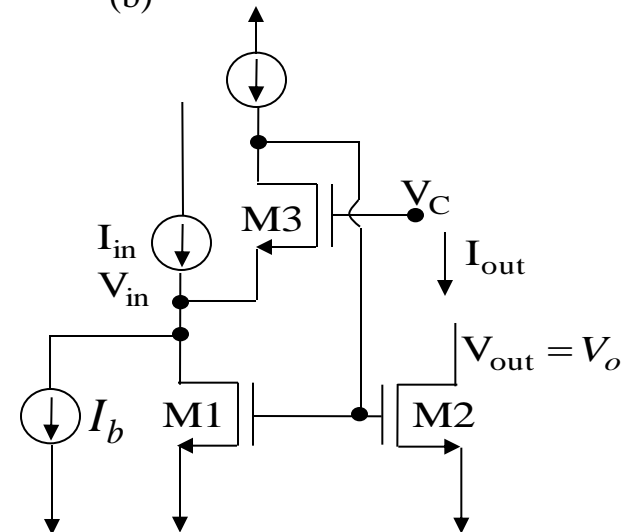 (b)
M3
V_C
I_in
V_in
I_out
V_out = V_o
I_b
M1
M2